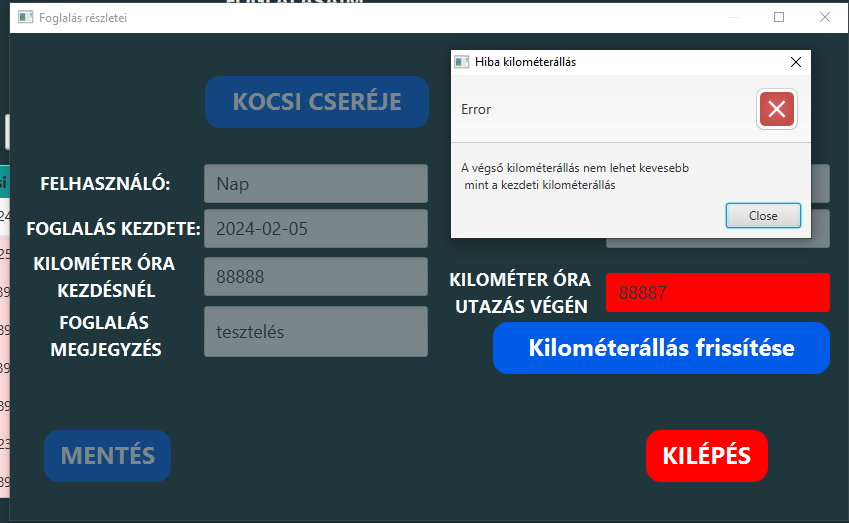 Foglalás részletei
KOCSI CSERÉJE
Hiba kilométerállás
Error
A végső kilométerállás nem lehet kevesebb
mint a kezdeti kilométerállás
Close
FELHASZNÁLÓ:
Nap
FOGLALÁS KEZDETE:
2024-02-05
KILOMÉTER ÓRA
KEZDÉSNÉL
88888
KILOMÉTER ÓRA
UTAZÁS VÉGÉN
88887
FOGLALÁS
MEGJEGYZÉS
tesztelés
Kilométerállás frissítése
MENTÉS
KILÉPÉS